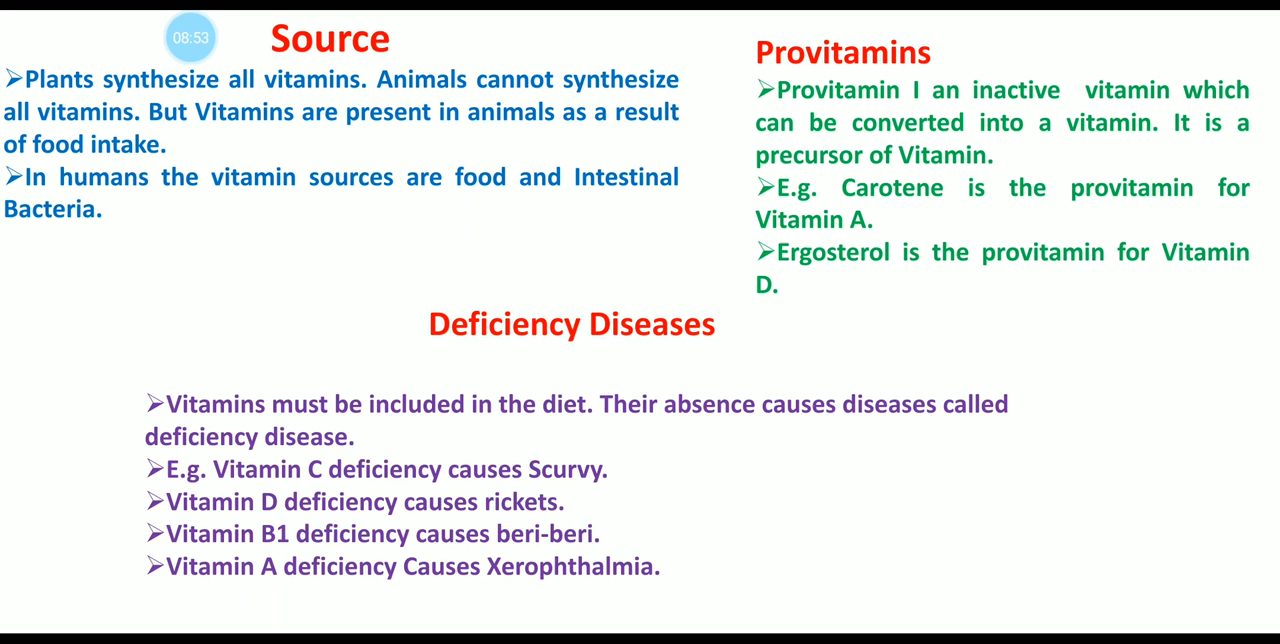 08:53
Source
➢Plants synthesize all vitamins. Animals cannot synthesize
all vitamins. But Vitamins are present in animals as a result
of food intake.
➢In humans the vitamin sources are food and Intestinal
Bacteria.
Provitamins
➢Provitamin I an inactive vitamin which
can be converted into a vitamin. It is a
precursor of Vitamin.
➢E.g. Carotene is the provitamin for
Vitamin A.
➢Ergosterol is the provitamin for Vitamin
D.
Deficiency Diseases
➢Vitamins must be included in the diet. Their absence causes diseases called
deficiency disease.
➢E.g. Vitamin C deficiency causes Scurvy.
➢Vitamin D deficiency causes rickets.
➢Vitamin B1 deficiency causes beri-beri.
➢Vitamin A deficiency Causes Xerophthalmia.